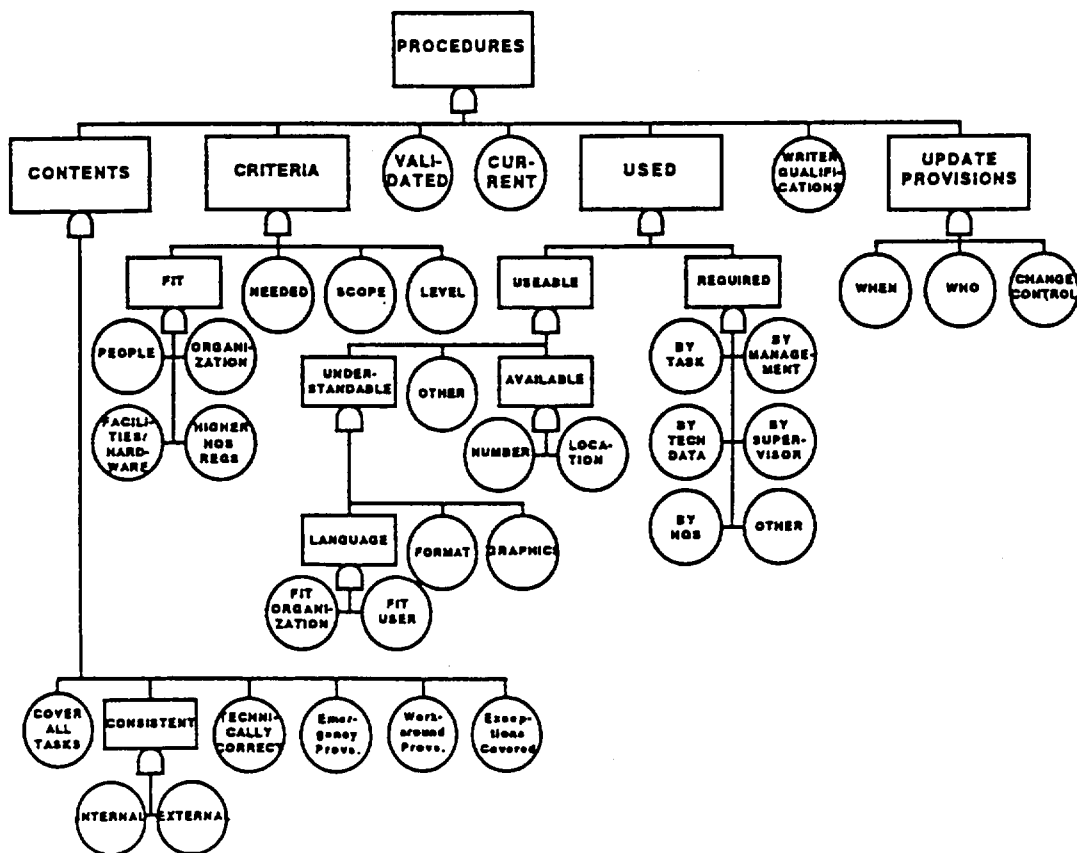 PROCEDURES
CONTENTS
CRITERIA
VALI-
DATED
CUR-
RENT
USED
WRITER
QUALIFI-
CATIONS
UPDATE
PROVISIONS
FIT
NEEDED
SCOPE
LEVEL
USEABLE
REQUIRED
WHEN
WHO
CHANGE
CONTROL
PEOPLE
ORGANI-
ZATION
UNDER-
STANDABLE
OTHER
AVAILABLE
BY
TASK
BY
MANAGE-
MENT
FACILI-
TIES/
HARD-
WARE
HIGHER
HQS
REGS
NUMBER
LOCA-
TION
BY
TECH
DATA
BY
SUPER-
VISOR
LANGUAGE
FORMAT
GRAPHICS
BY
HQS
OTHER
FIT
ORGANI-
ZATION
FIT
USER
COVER
ALL
TASKS
CONSISTENT
TECHNI-
CALLY
CORRECT
Emer-
gency
Provs.
Work-
around
Provs.
Excep-
tions
Covered
INTERNAL
EXTERNAL